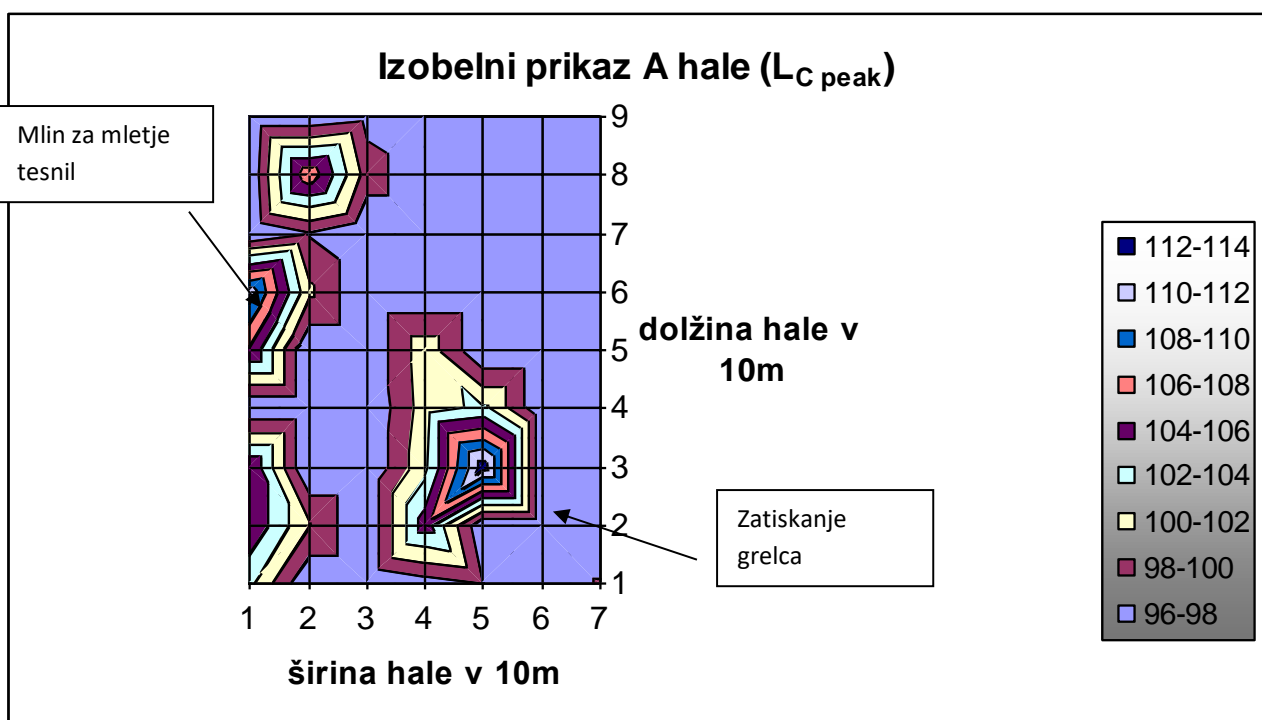 Izobelni prikaz A hale (LC peak)
Mlin za mletje
tesnil
9
8
7
6
5
4
3
2
1
dolžina hale v
10m
Zatiskanje
grelca
1 2 3 4 5 6 7
širina hale v 10m
112-114
110-112
108-110
106-108
104-106
102-104
100-102
98-100
96-98